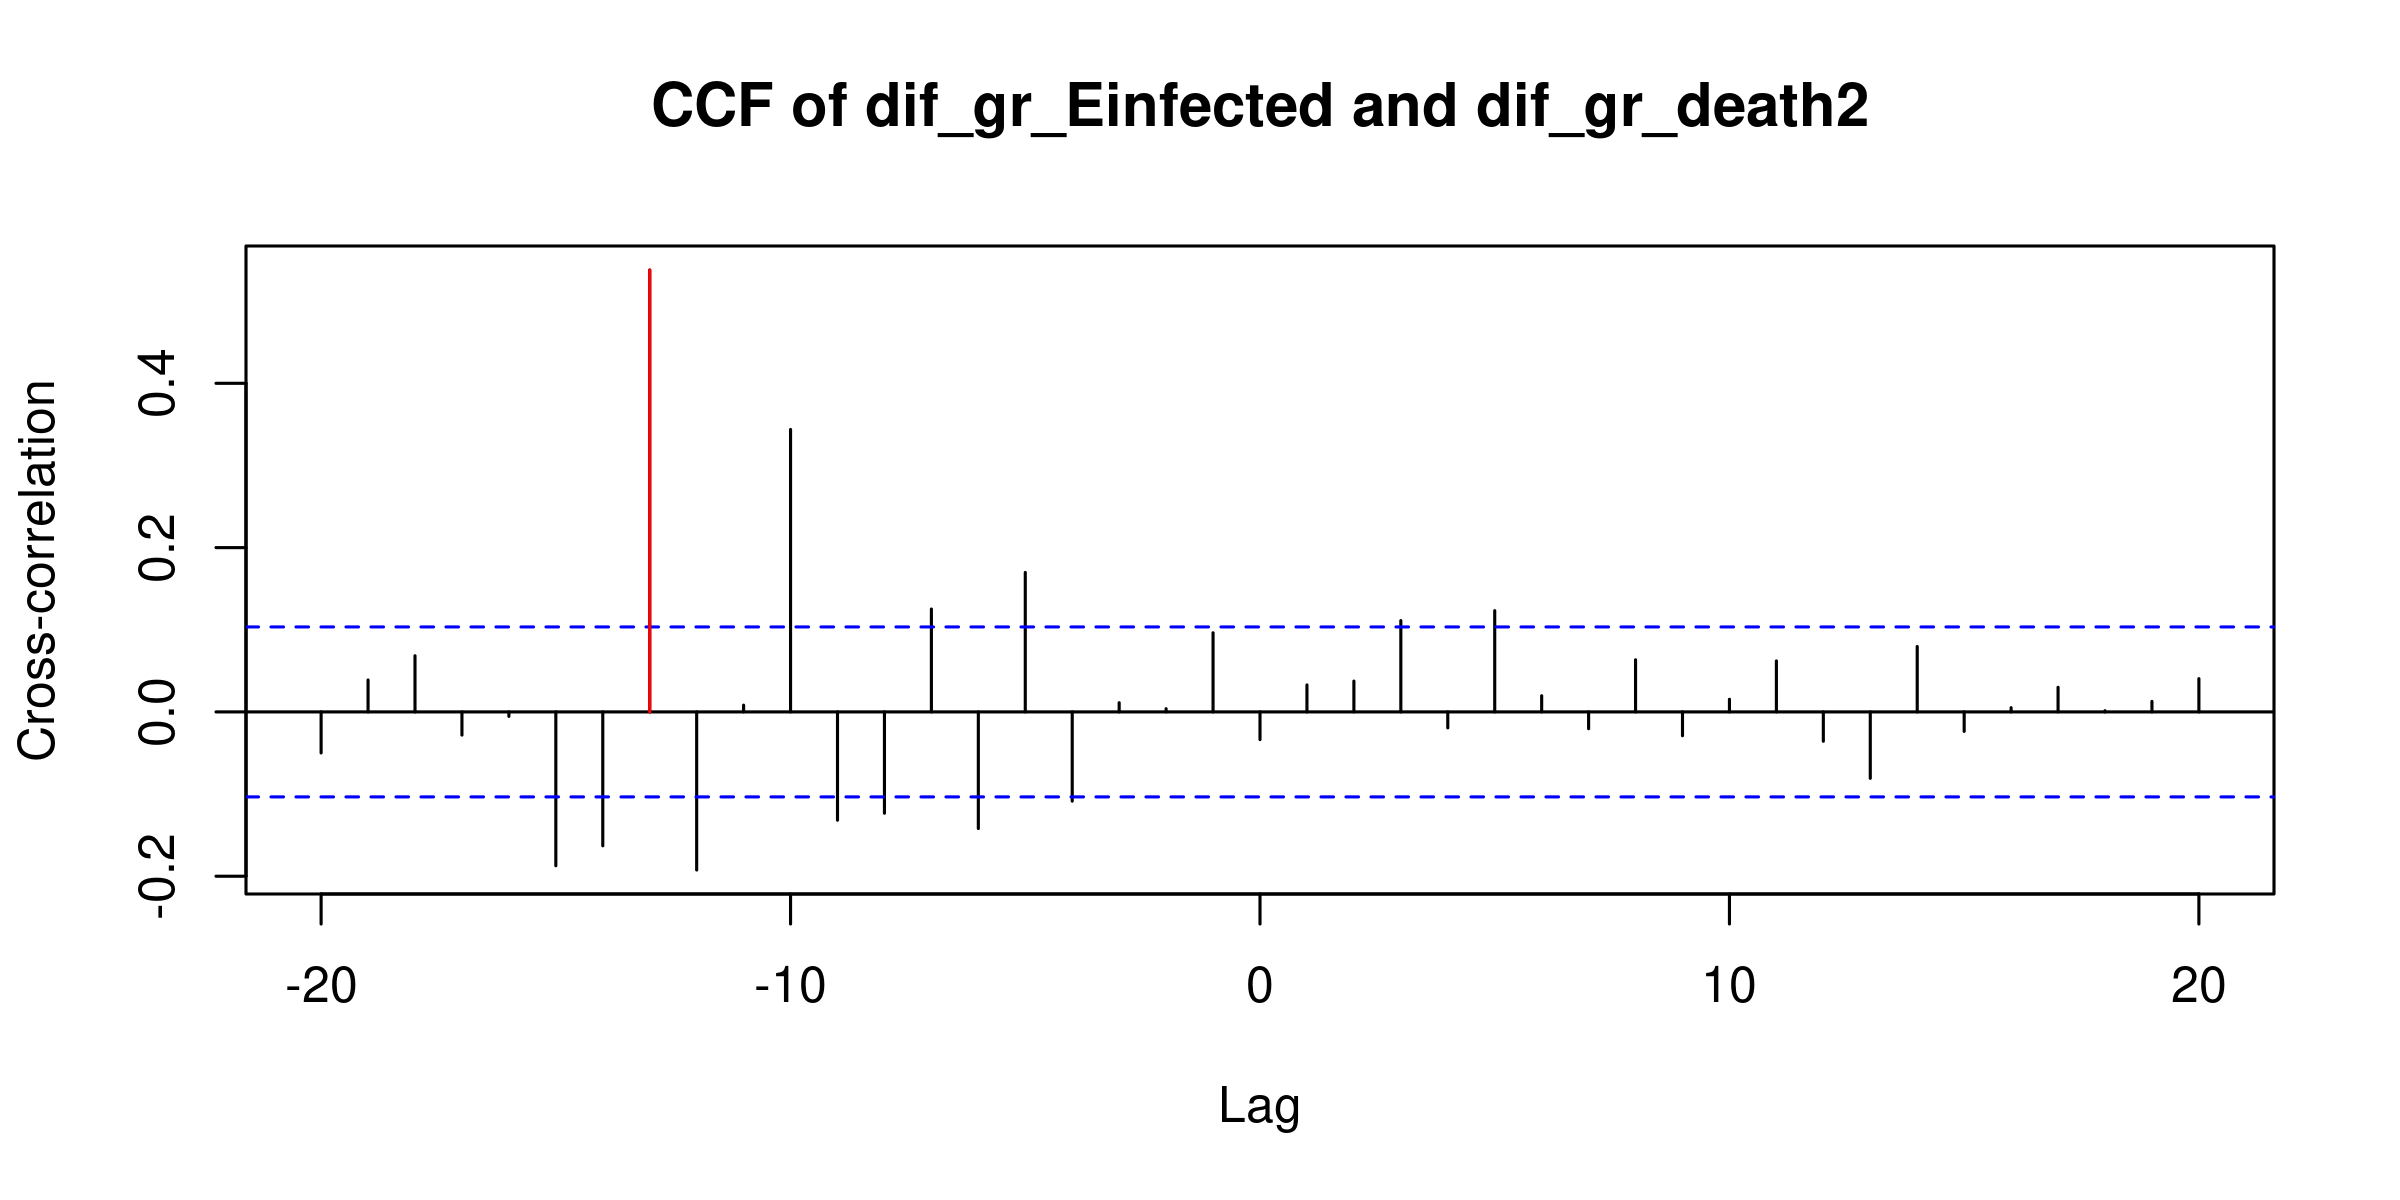 CCF of dif_gr_Einfected and dif_gr_death2
Cross-correlation
0.4
0.2
0.0
-0.2
-20 -10 0 10 20
Lag